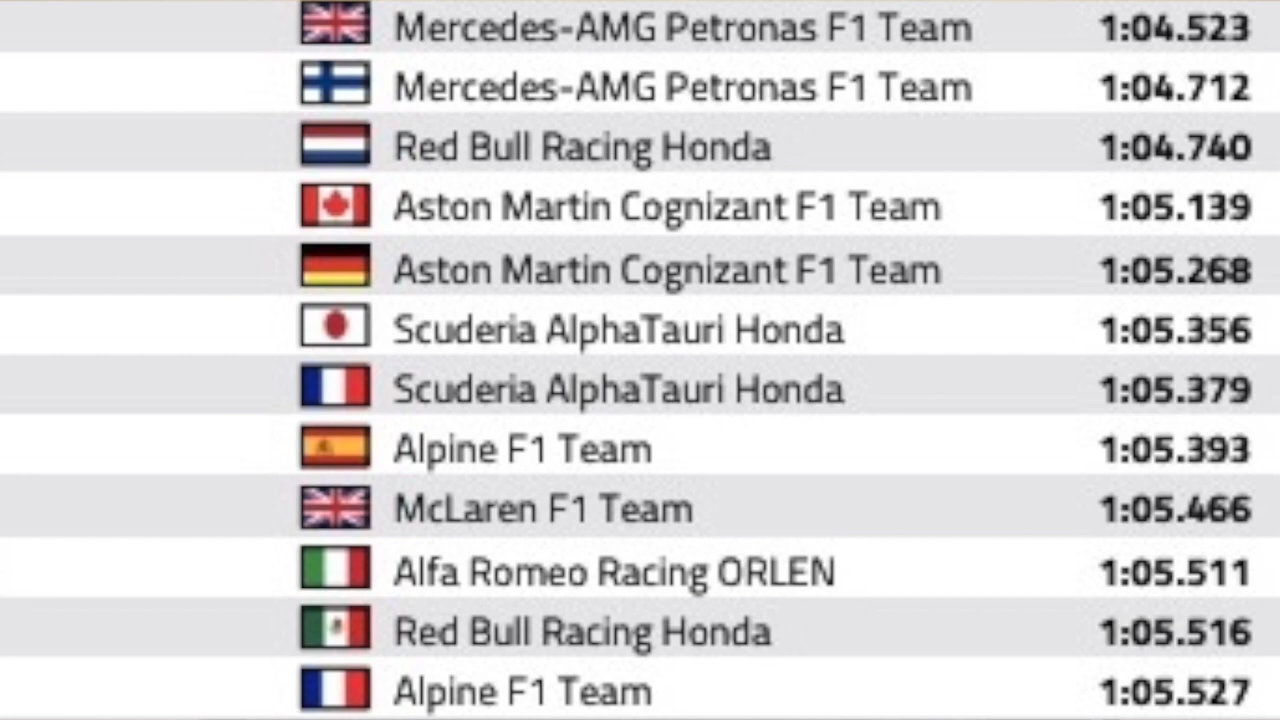 Mercedes-AMG Petronas F1 Team 1:04.523
Mercedes-AMG Petronas F1 Team 1:04.712
Red Bull Racing Honda 1:04.740
Aston Martin Cognizant F1 Team 1:05.139
Aston Martin Cognizant F1 Team 1:05.268
Scuderia AlphaTauri Honda 1:05.356
Scuderia AlphaTauri Honda 1:05.379
Alpine F1 Team 1:05.393
McLaren F1 Team 1:05.466
Alfa Romeo Racing ORLEN 1:05.511
Red Bull Racing Honda 1:05.516
Alpine F1 Team 1:05.527